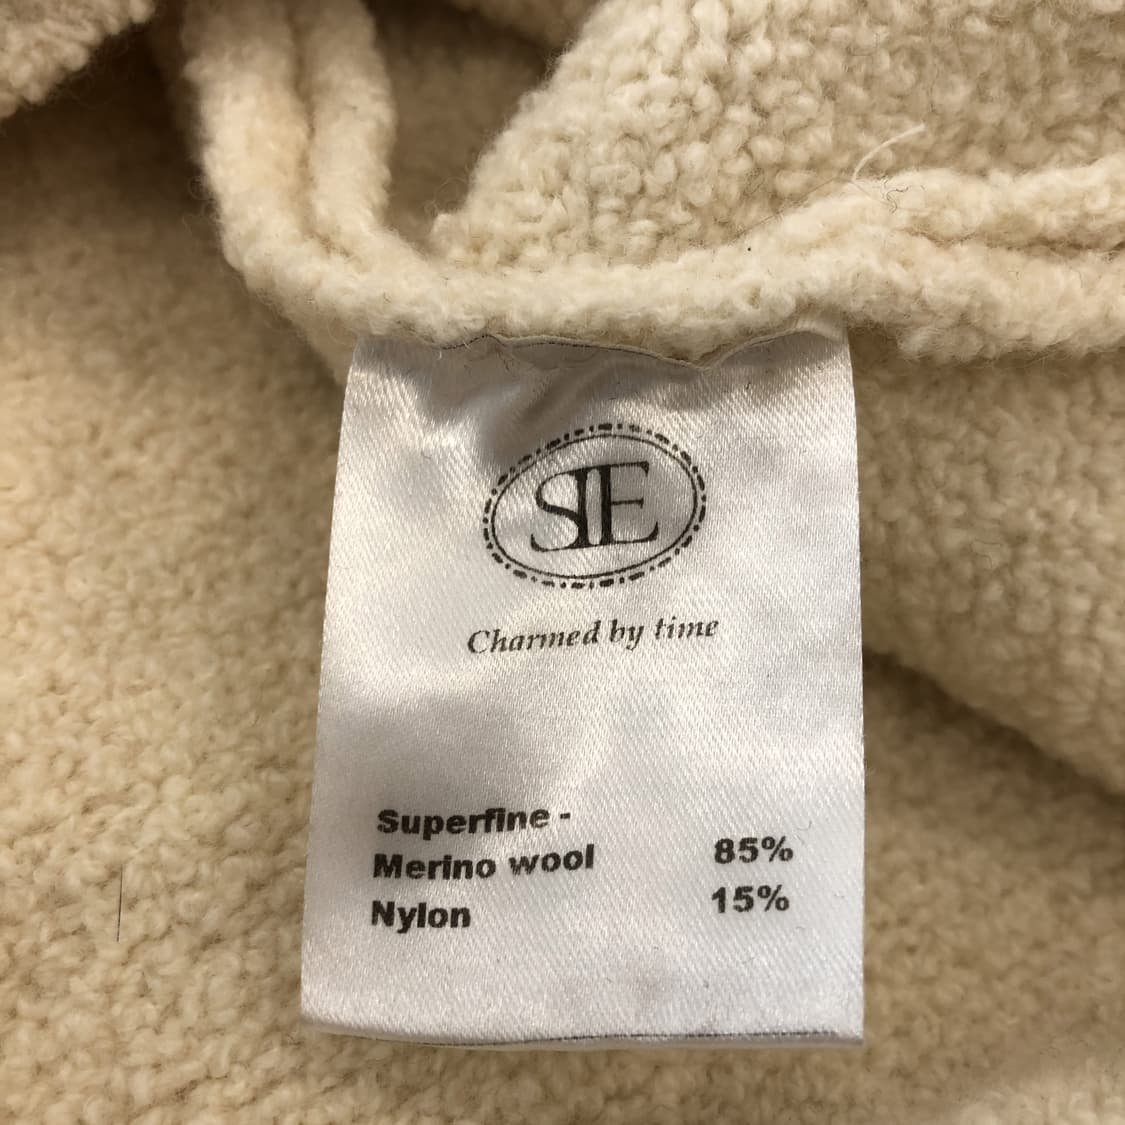 SIE
Charmed by time
Superfine -
Merino wool 85%
Nylon 15%